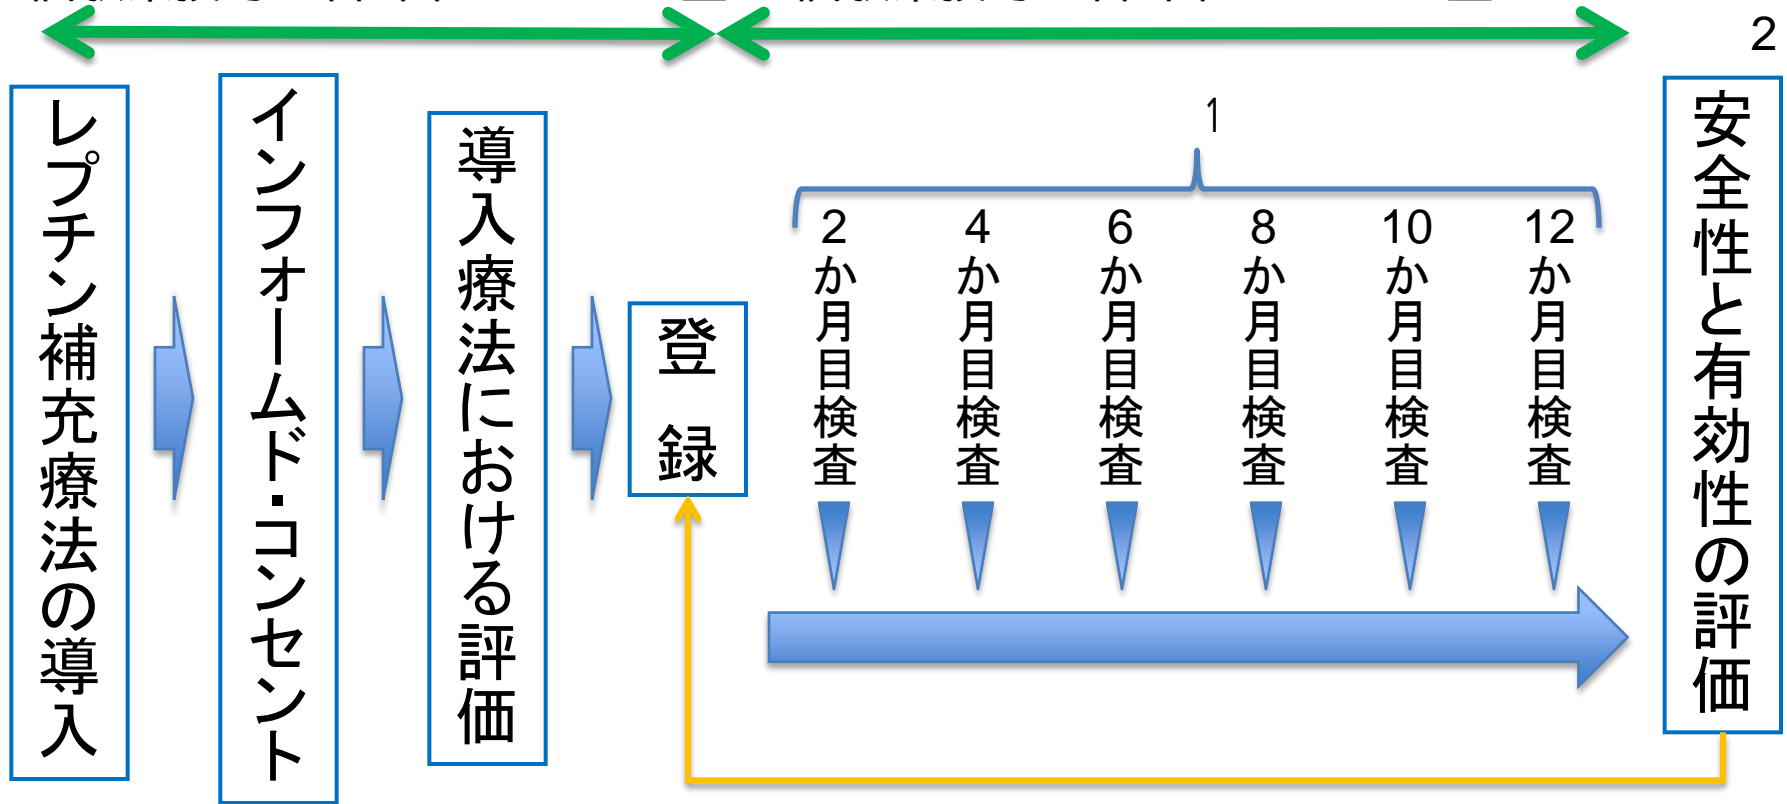 2
レプチン補充療法の導入
インフォームド・コンセント
導入療法における評価
登録
1
2か月目検査
4か月目検査
6か月目検査
8か月目検査
10か月目検査
12か月目検査
安全性と有効性の評価